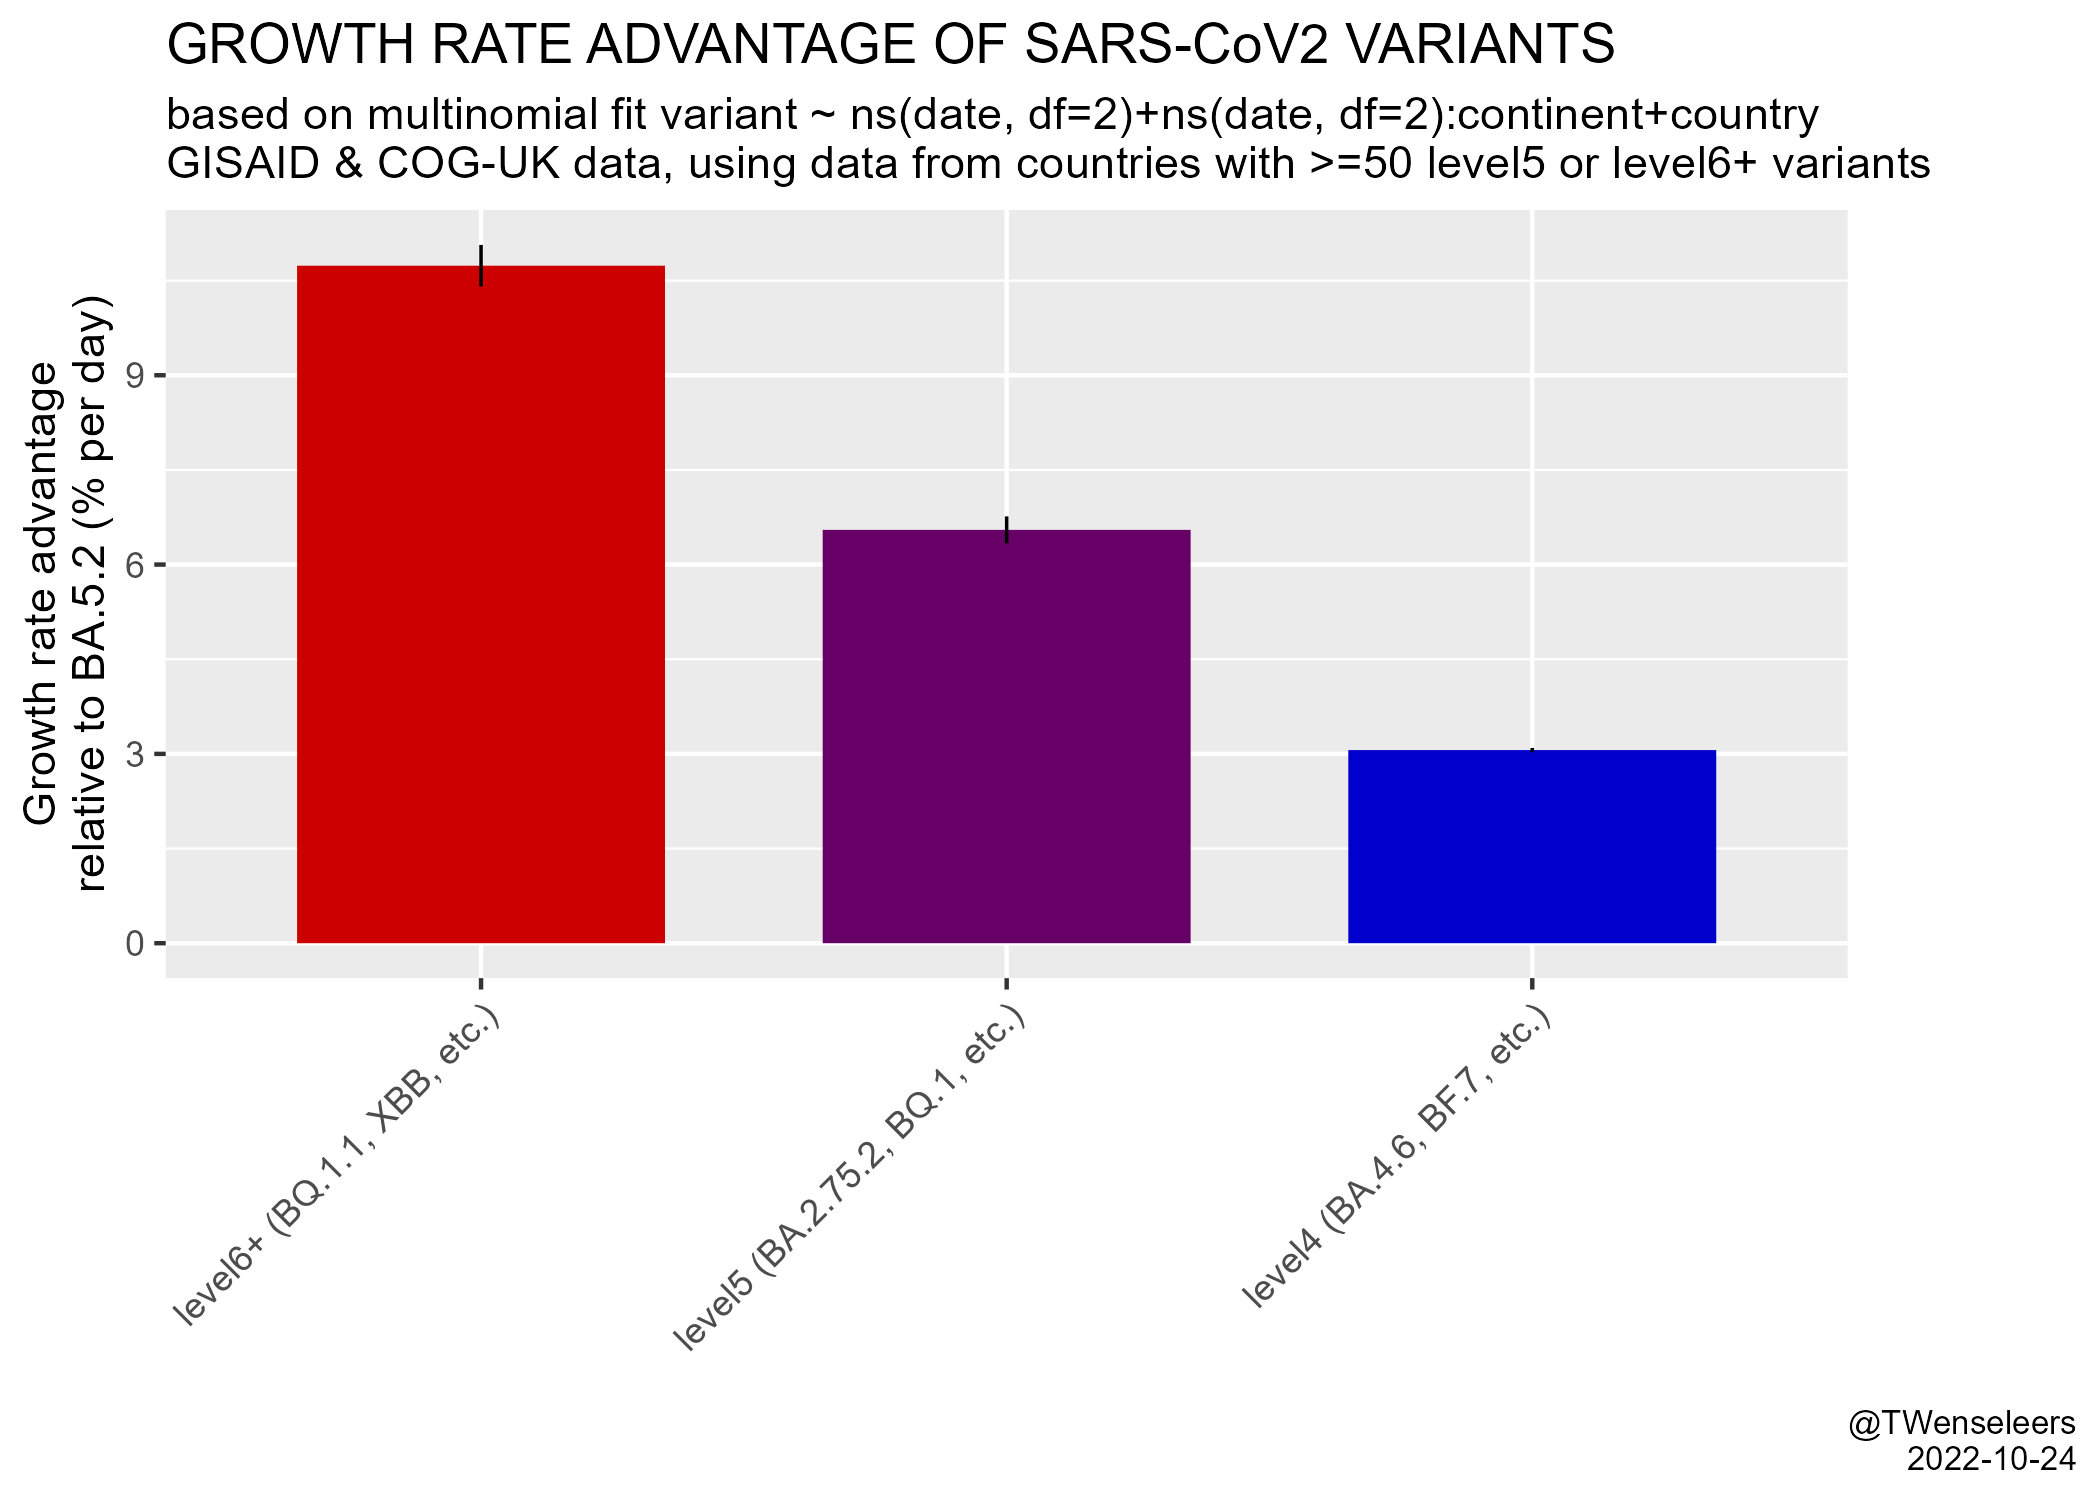 GROWTH RATE ADVANTAGE OF SARS-CoV2 VARIANTS
based on multinomial fit variant ~ ns(date, df=2)+ns(date, df=2):continent+country
GISAID & COG-UK data, using data from countries with >=50 level5 or level6+ variants
Growth rate advantage
relative to BA.5.2 (% per day)
9
6
3
0
level6+ (BQ.1.1, XBB, etc.)
level5 (BA.2.75.2, BQ.1, etc.)
level4 (BA.4.6, BF.7, etc.)
@TWenseleers
2022-10-24